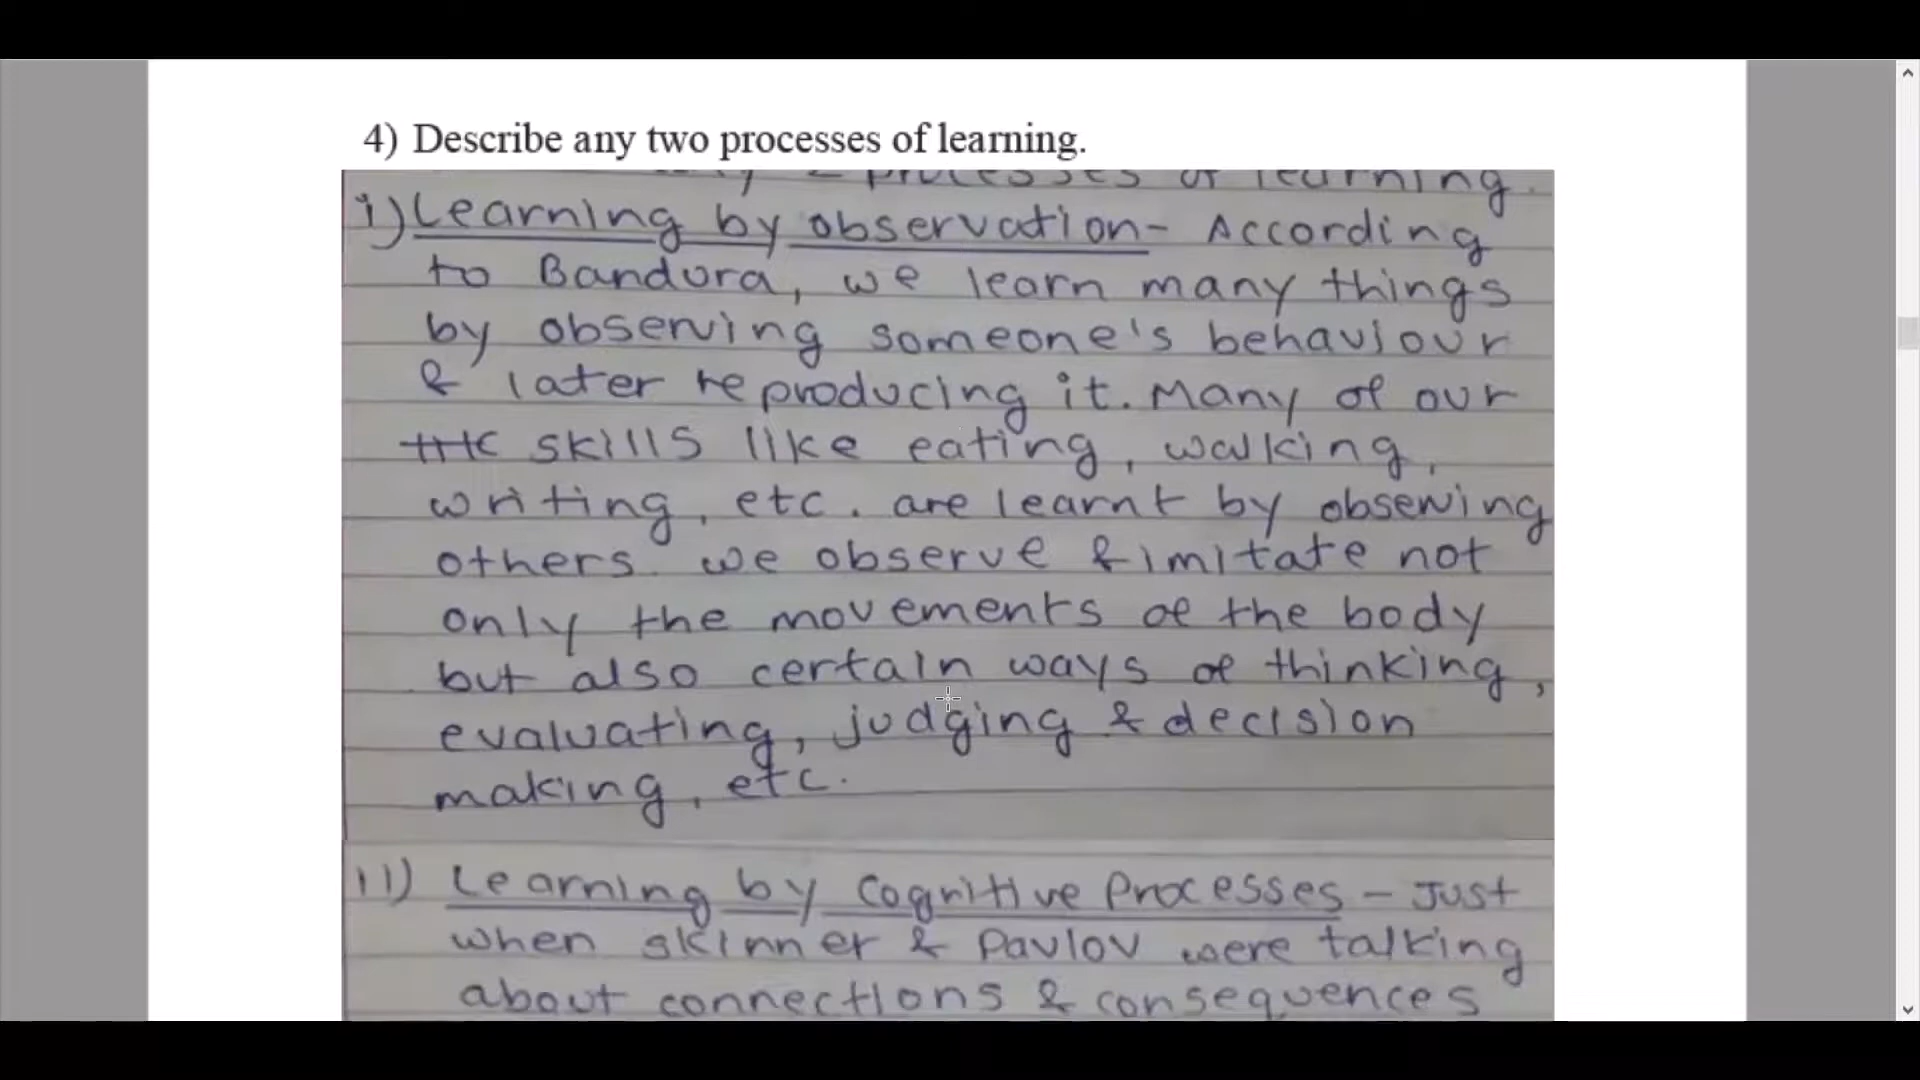 4) Describe any two processes of learning.
processes of learning.
i) Learning by observation - According
to Bandura, we learn many things
by observing someone's behaviour
& later reproducing it. Many of our
skills like eating, walking,
writing, etc. are learnt by observing
others. we observe & imitate not
only the movements of the body
but also certain ways of thinking,
evaluating, judging & decision
making, etc.
ii) Learning by Cognitive Processes - Just
when skinner & Pavlov were talking
about connections & consequences